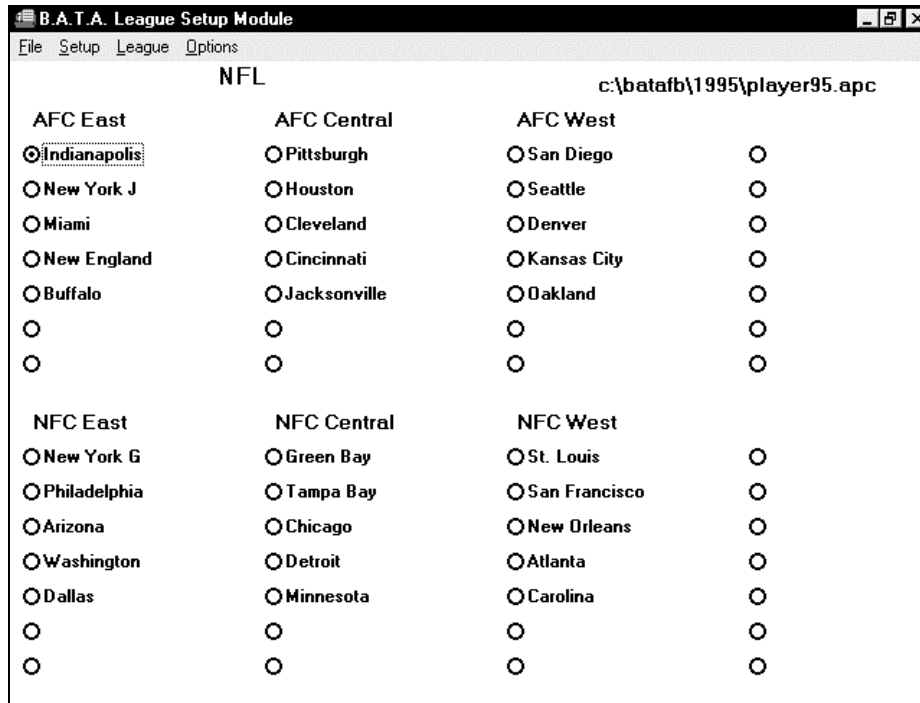 B.A.T.A. League Setup Module
File Setup League Options
NFL c:\batafb\1995\player95.apc
AFC East AFC Central AFC West
Indianapolis Pittsburgh San Diego
New York J Houston Seattle
Miami Cleveland Denver
New England Cincinnati Kansas City
Buffalo Jacksonville Oakland
NFC East NFC Central NFC West
New York G Green Bay St. Louis
Philadelphia Tampa Bay San Francisco
Arizona Chicago New Orleans
Washington Detroit Atlanta
Dallas Minnesota Carolina